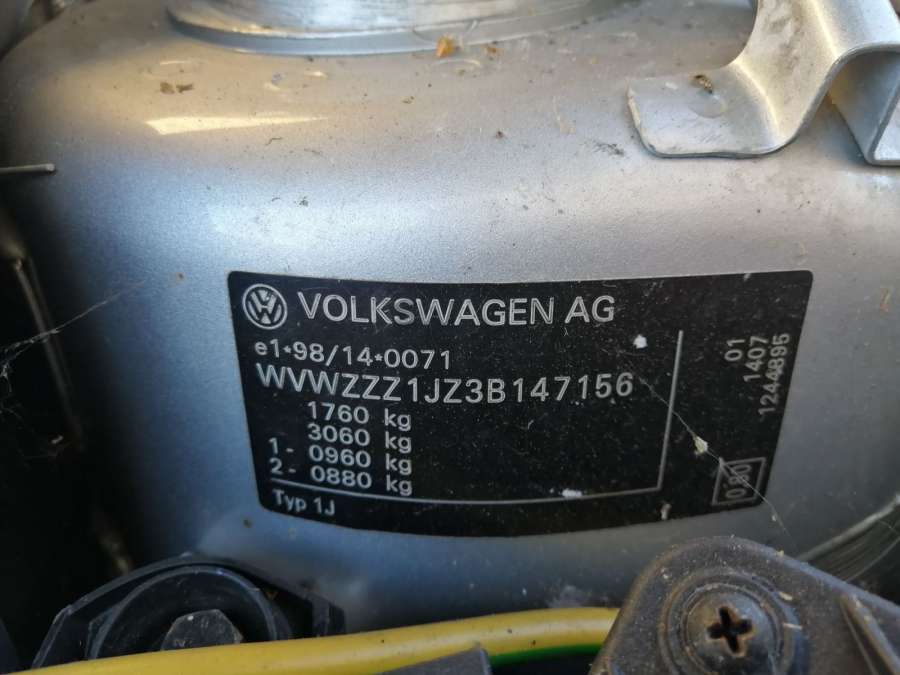 VOLKSWAGEN AG
e1*98/14*0071
WVWZZZ1JZ3B147156
1760 kg
3060 kg
1- 0960 kg
2- 0880 kg
Typ 1J
01
1407
1244895